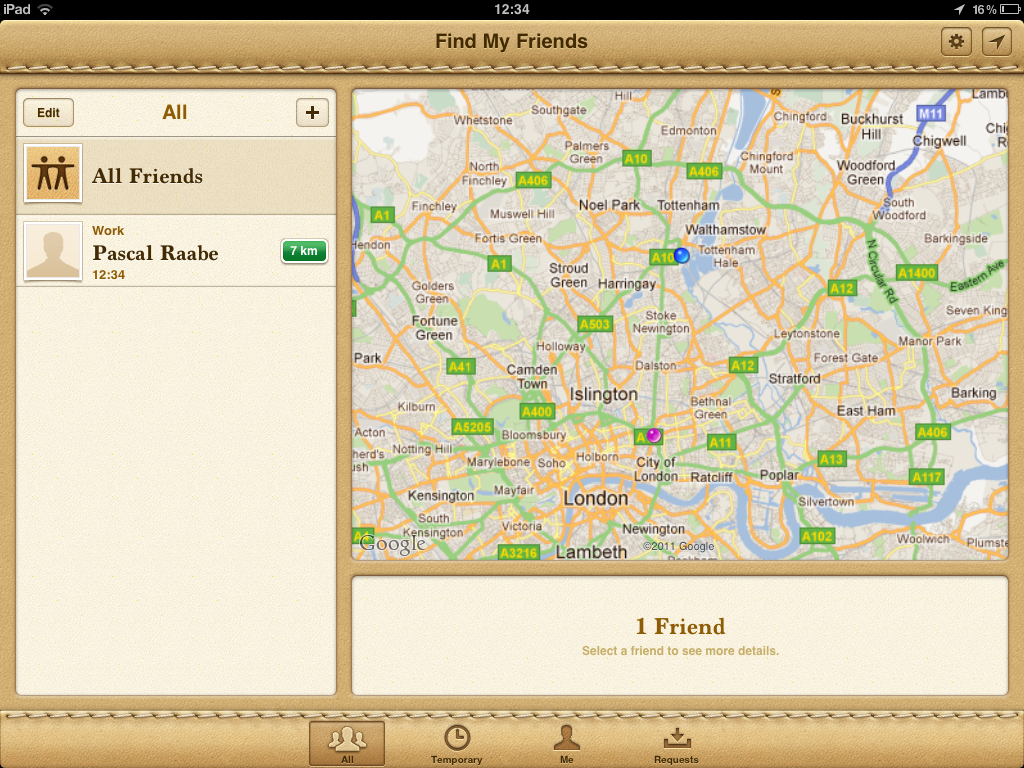 iPad 12:34 16%
Find My Friends
Edit All +
All Friends
Work
Pascal Raabe
12:34
7 km
Hill
Southgate
Whetstone
Chingford
Buckhurst
Hill
M11
Edmonton
Chigwell
Palmers
Green
A10
Chingford
Mount
North
Finchley
A406
A406
Woodford
Green
Finchley
Noel Park
Tottenham
South
Woodford
A1
Muswell Hill
Walthamstow
Hendon
Fortis Green
Barkingside
A10
Tottenham
Hale
A1
Stroud
Green
N Circular Rd
A1400
Eastern Ave
Harringay
Golders
Green
A12
Fortune
Green
A503
Stoke
Newington
Seven King
Leytonstone
Manor Park
Holloway
Park
A41
Camden
Town
Dalston
A12
Forest Gate
Stratford
Islington
Barking
Kilburn
A400
Bethnal
Green
East Ham
A5205
Acton
Bloomsbury
A11
A406
Notting Hill
Marylebone
Soho
Holborn
City of
London
Ratcliff
A13
Poplar
A117
Kensington
Mayfair
London
Silvertown
South
Kensington
Victoria
Newington
A102
Woolwich
Plumste
Google
A3216
Lambeth
©2011 Google
1 Friend
Select a friend to see more details.
All Temporary Me Requests